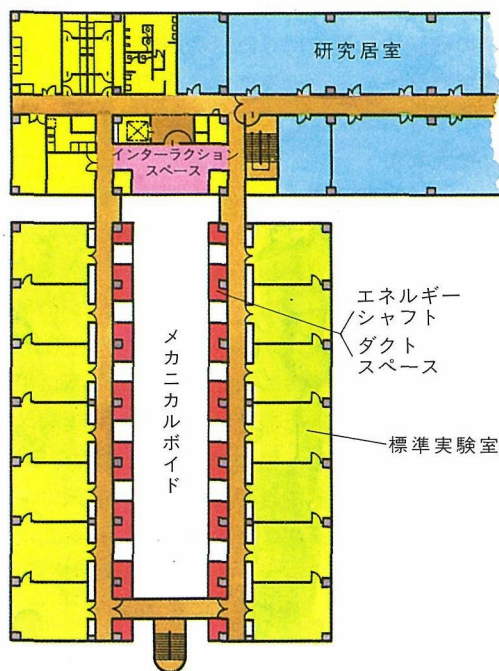 研究居室
インターラクション
スペース
エネルギー
シャフト
ダクト
スペース
メカニカルボイド
標準実験室